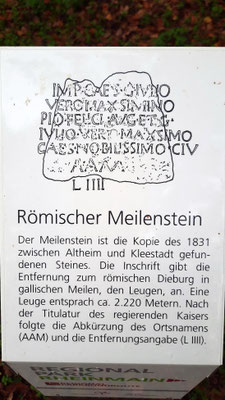 IMP CAES G IVLIO
VERO MAXIMINO
PIO FELICI AVG ET G
IVLIO VERO MAXSIMO
CAES NOBILISSIMO CIV
AAM
L IIII
Römischer Meilenstein
Der Meilenstein ist die Kopie des 1831
zwischen Altheim und Kleestadt gefun-
denen Steines. Die Inschrift gibt die
Entfernung zum römischen Dieburg in
gallischen Meilen, den Leugen, an. Eine
Leuge entsprach ca. 2.220 Metern. Nach
der Titulatur des regierenden Kaisers
folgte die Abkürzung des Ortsnamens
(AAM) und die Entfernungsangabe (L IIII).
REGIONAL